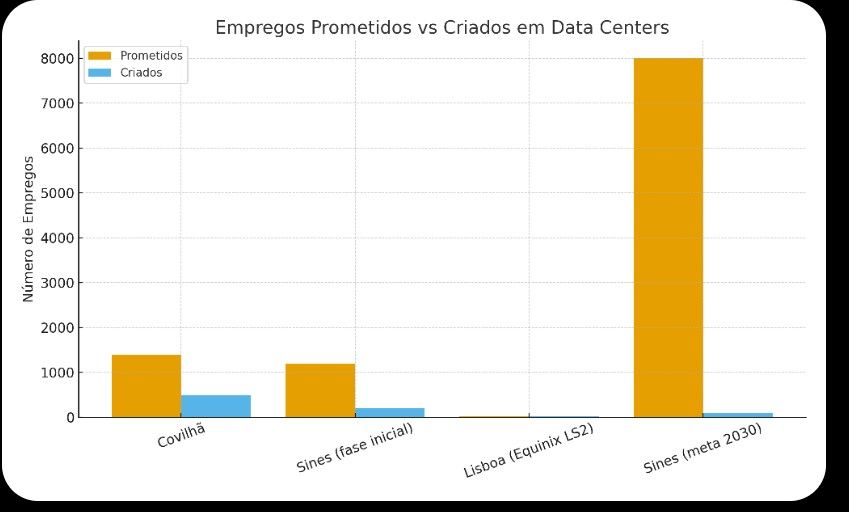 Empregos Prometidos vs Criados em Data Centers
Prometidos
Criados
Número de Empregos
8000
7000
6000
5000
4000
3000
2000
1000
0
Covilhã
Sines (fase inicial)
Lisboa (Equinix LS2)
Sines (meta 2030)